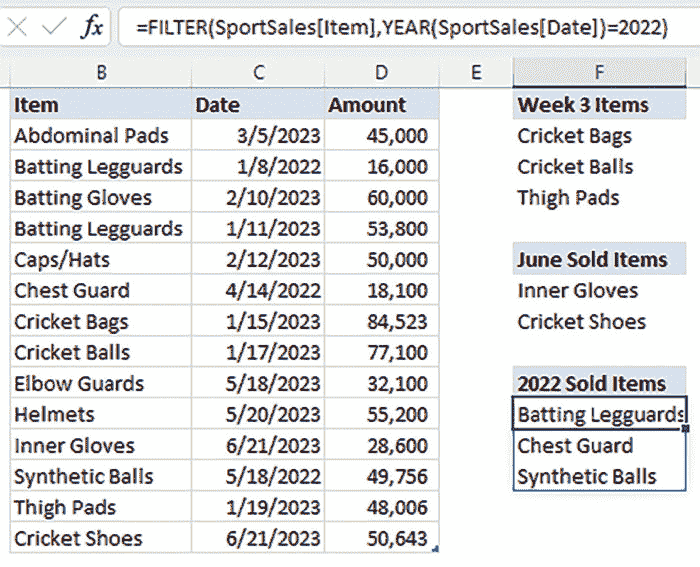 fx =FILTER(SportSales[Item],YEAR(SportSales[Date])=2022)
B C D E F
Item Date Amount Week 3 Items
Abdominal Pads 3/5/2023 45,000 Cricket Bags
Batting Legguards 1/8/2022 16,000 Cricket Balls
Batting Gloves 2/10/2023 60,000 Thigh Pads
Batting Legguards 1/11/2023 53,800
Caps/Hats 2/12/2023 50,000 June Sold Items
Chest Guard 4/14/2022 18,100 Inner Gloves
Cricket Bags 1/15/2023 84,523 Cricket Shoes
Cricket Balls 1/17/2023 77,100
Elbow Guards 5/18/2023 32,100 2022 Sold Items
Helmets 5/20/2023 55,200 Batting Legguards
Inner Gloves 6/21/2023 28,600 Chest Guard
Synthetic Balls 5/18/2022 49,756 Synthetic Balls
Thigh Pads 1/19/2023 48,006
Cricket Shoes 6/21/2023 50,643